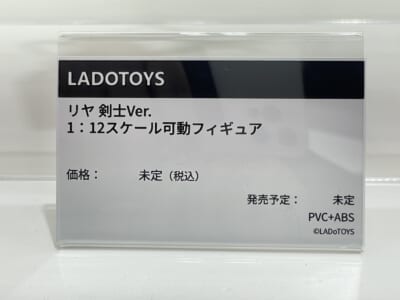 LADOTOYS
リヤ 剣士Ver.
1：12スケール可動フィギュア
価格： 未定（税込）
発売予定： 未定
PVC+ABS
©LADoTOYS